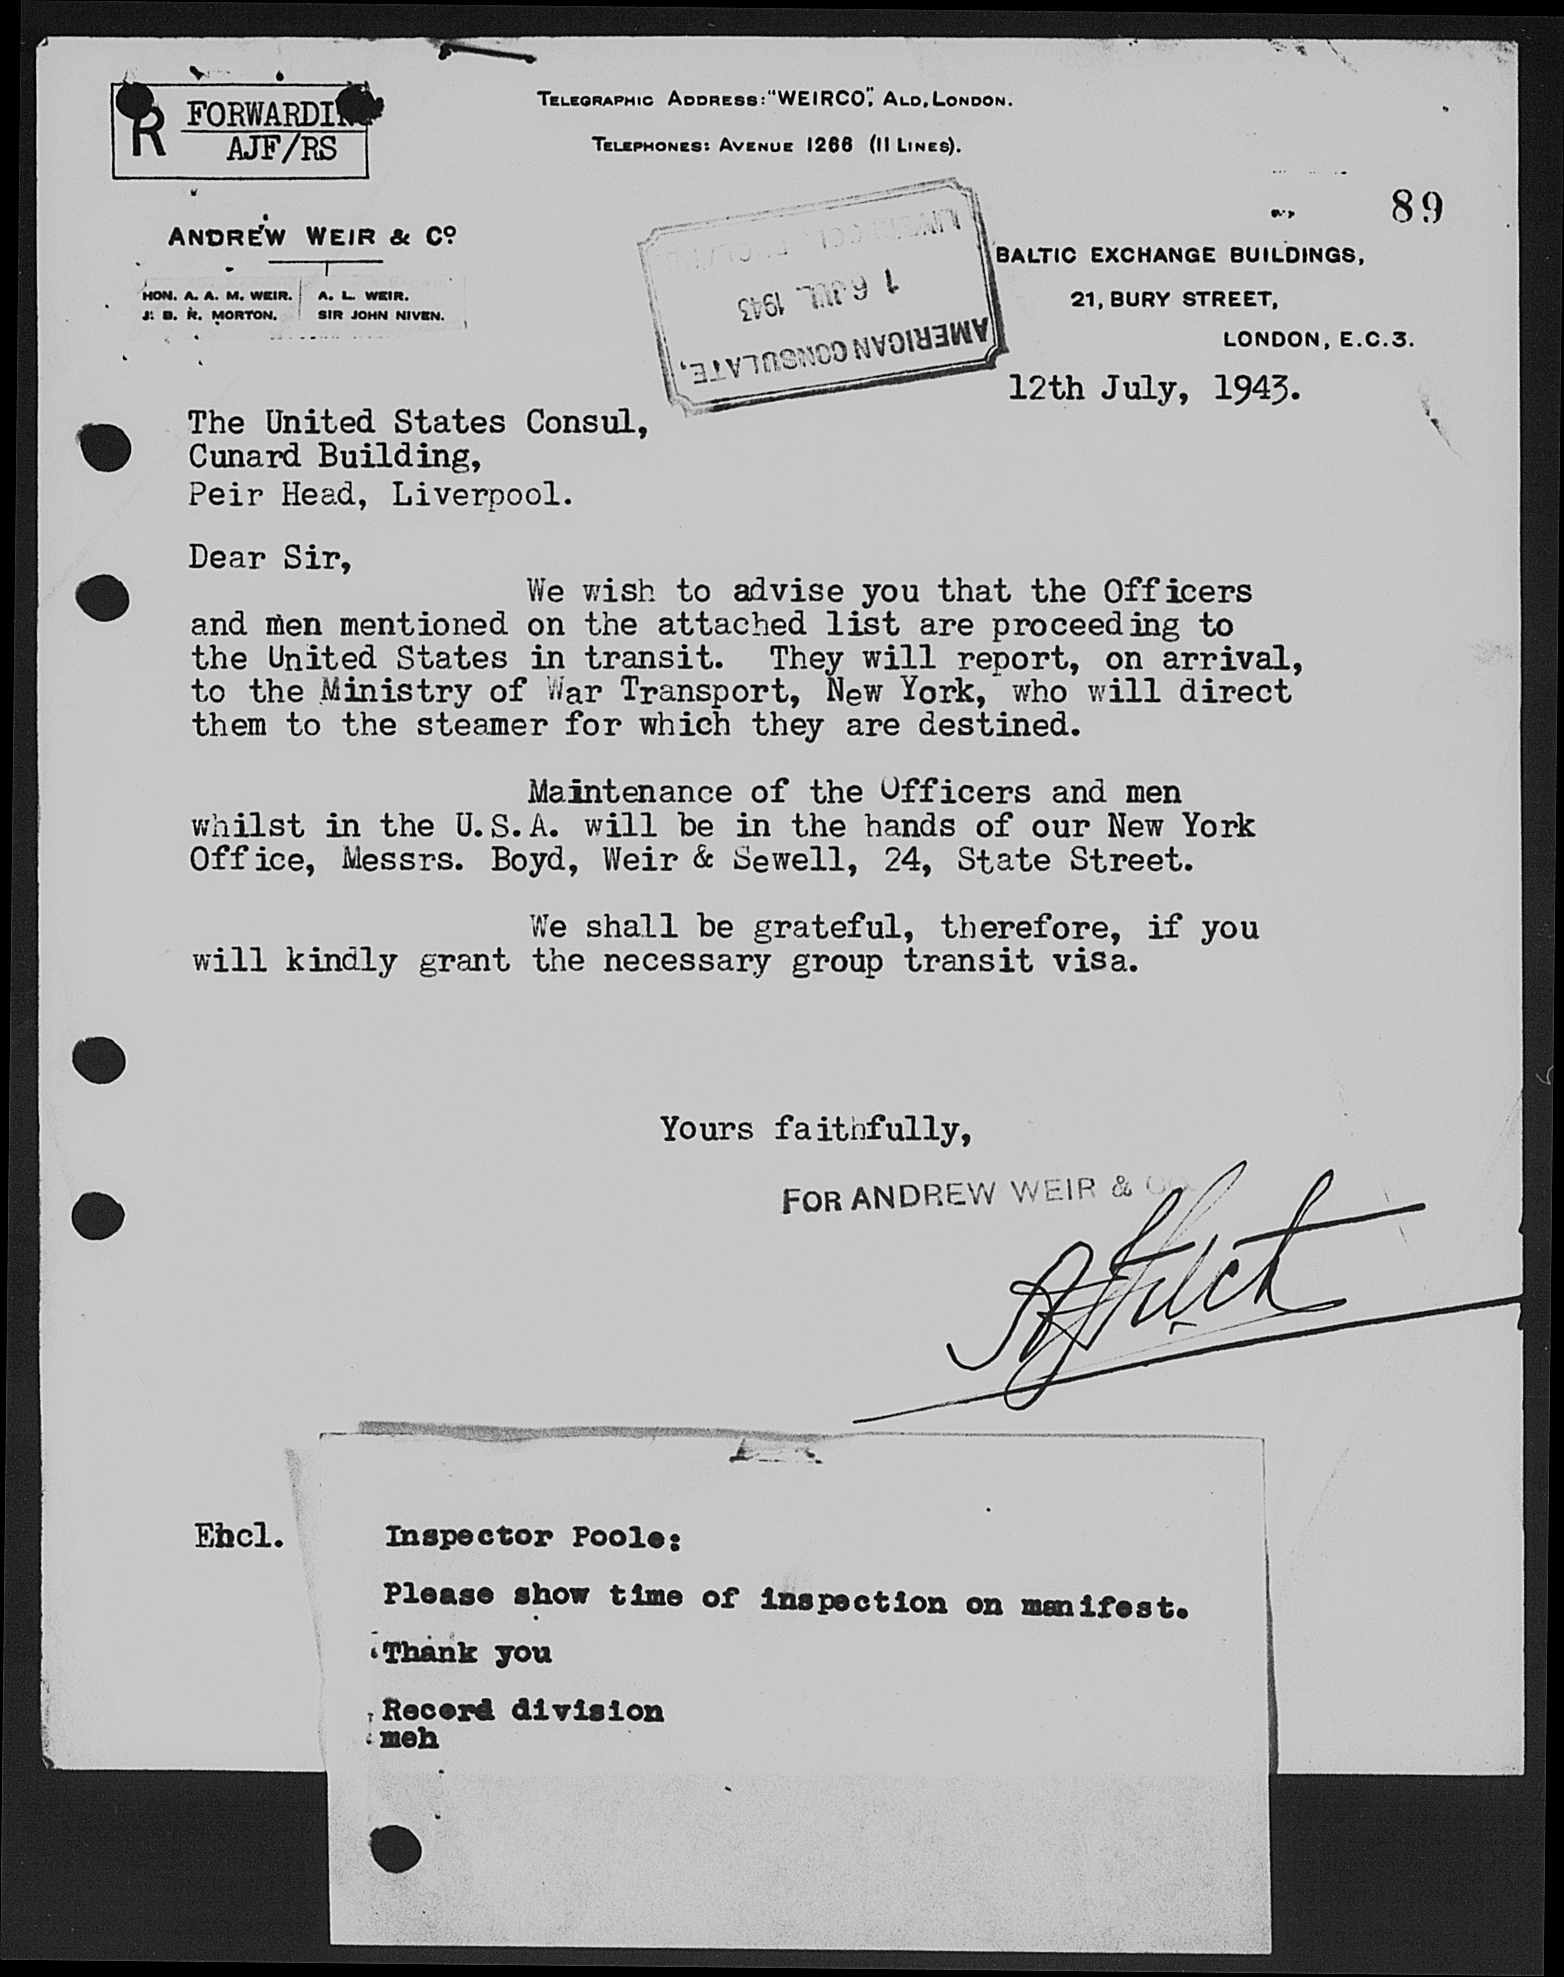 R FORWARDING
AJF/RS
TELEGRAPHIC ADDRESS: "WEIRCO", ALD, LONDON.
TELEPHONES: AVENUE 1266 (11 LINES).
89
ANDREW WEIR & Co.
HON. A. A. M. WEIR. A. L. WEIR.
J. B. R. MORTON. SIR JOHN NIVEN.
AMERICAN CONSULATE,
16 JUL 1943
BALTIC EXCHANGE BUILDINGS,
21, BURY STREET,
LONDON, E.C.3.
12th July, 1943.
The United States Consul,
Cunard Building,
Peir Head, Liverpool.
Dear Sir,
We wish to advise you that the Officers
and men mentioned on the attached list are proceeding to
the United States in transit. They will report, on arrival,
to the Ministry of War Transport, New York, who will direct
them to the steamer for which they are destined.
Maintenance of the Officers and men
whilst in the U.S.A. will be in the hands of our New York
Office, Messrs. Boyd, Weir & Sewell, 24, State Street.
We shall be grateful, therefore, if you
will kindly grant the necessary group transit visa.
Yours faithfully,
FOR ANDREW WEIR & Co.
Encl.
Inspector Poole:
Please show time of inspection on manifest.
Thank you
Record division
meh